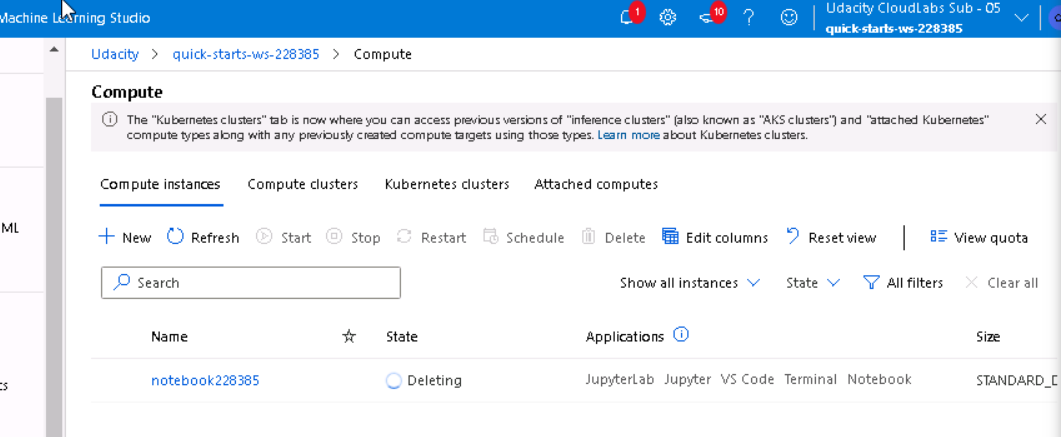 Machine Learning Studio
1
10
Udacity CloudLabs Sub - 05
quick-starts-ws-228385
Udacity > quick-starts-ws-228385 > Compute
Compute
The "Kubernetes clusters" tab is now where you can access previous versions of "inference clusters" (also known as "AKS clusters") and "attached Kubernetes"
compute types along with any previously created compute targets using those types. Learn more about Kubernetes clusters.
Compute instances Compute clusters Kubernetes clusters Attached computes
New Refresh Start Stop Restart Schedule Delete Edit columns Reset view View quota
Search Show all instances State All filters Clear all
Name State Applications Size
ML
notebook228385 Deleting JupyterLab Jupyter VS Code Terminal Notebook STANDARD_D